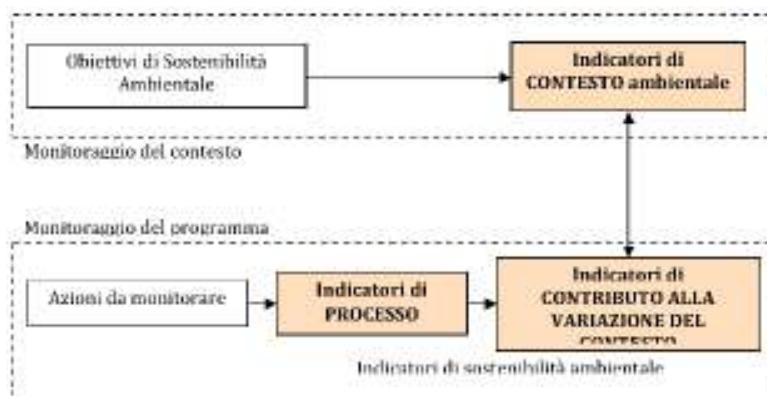 Obiettivi di Sostenibilità
Ambientale
Indicatori di
CONTESTO ambientale
Monitoraggio del contesto
Monitoraggio del programma
Azioni da monitorare
Indicatori di
PROCESSO
Indicatori di
CONTRIBUTO ALLA
VARIAZIONE DEL
CONTESTO
Indicatori di sostenibilità ambientale